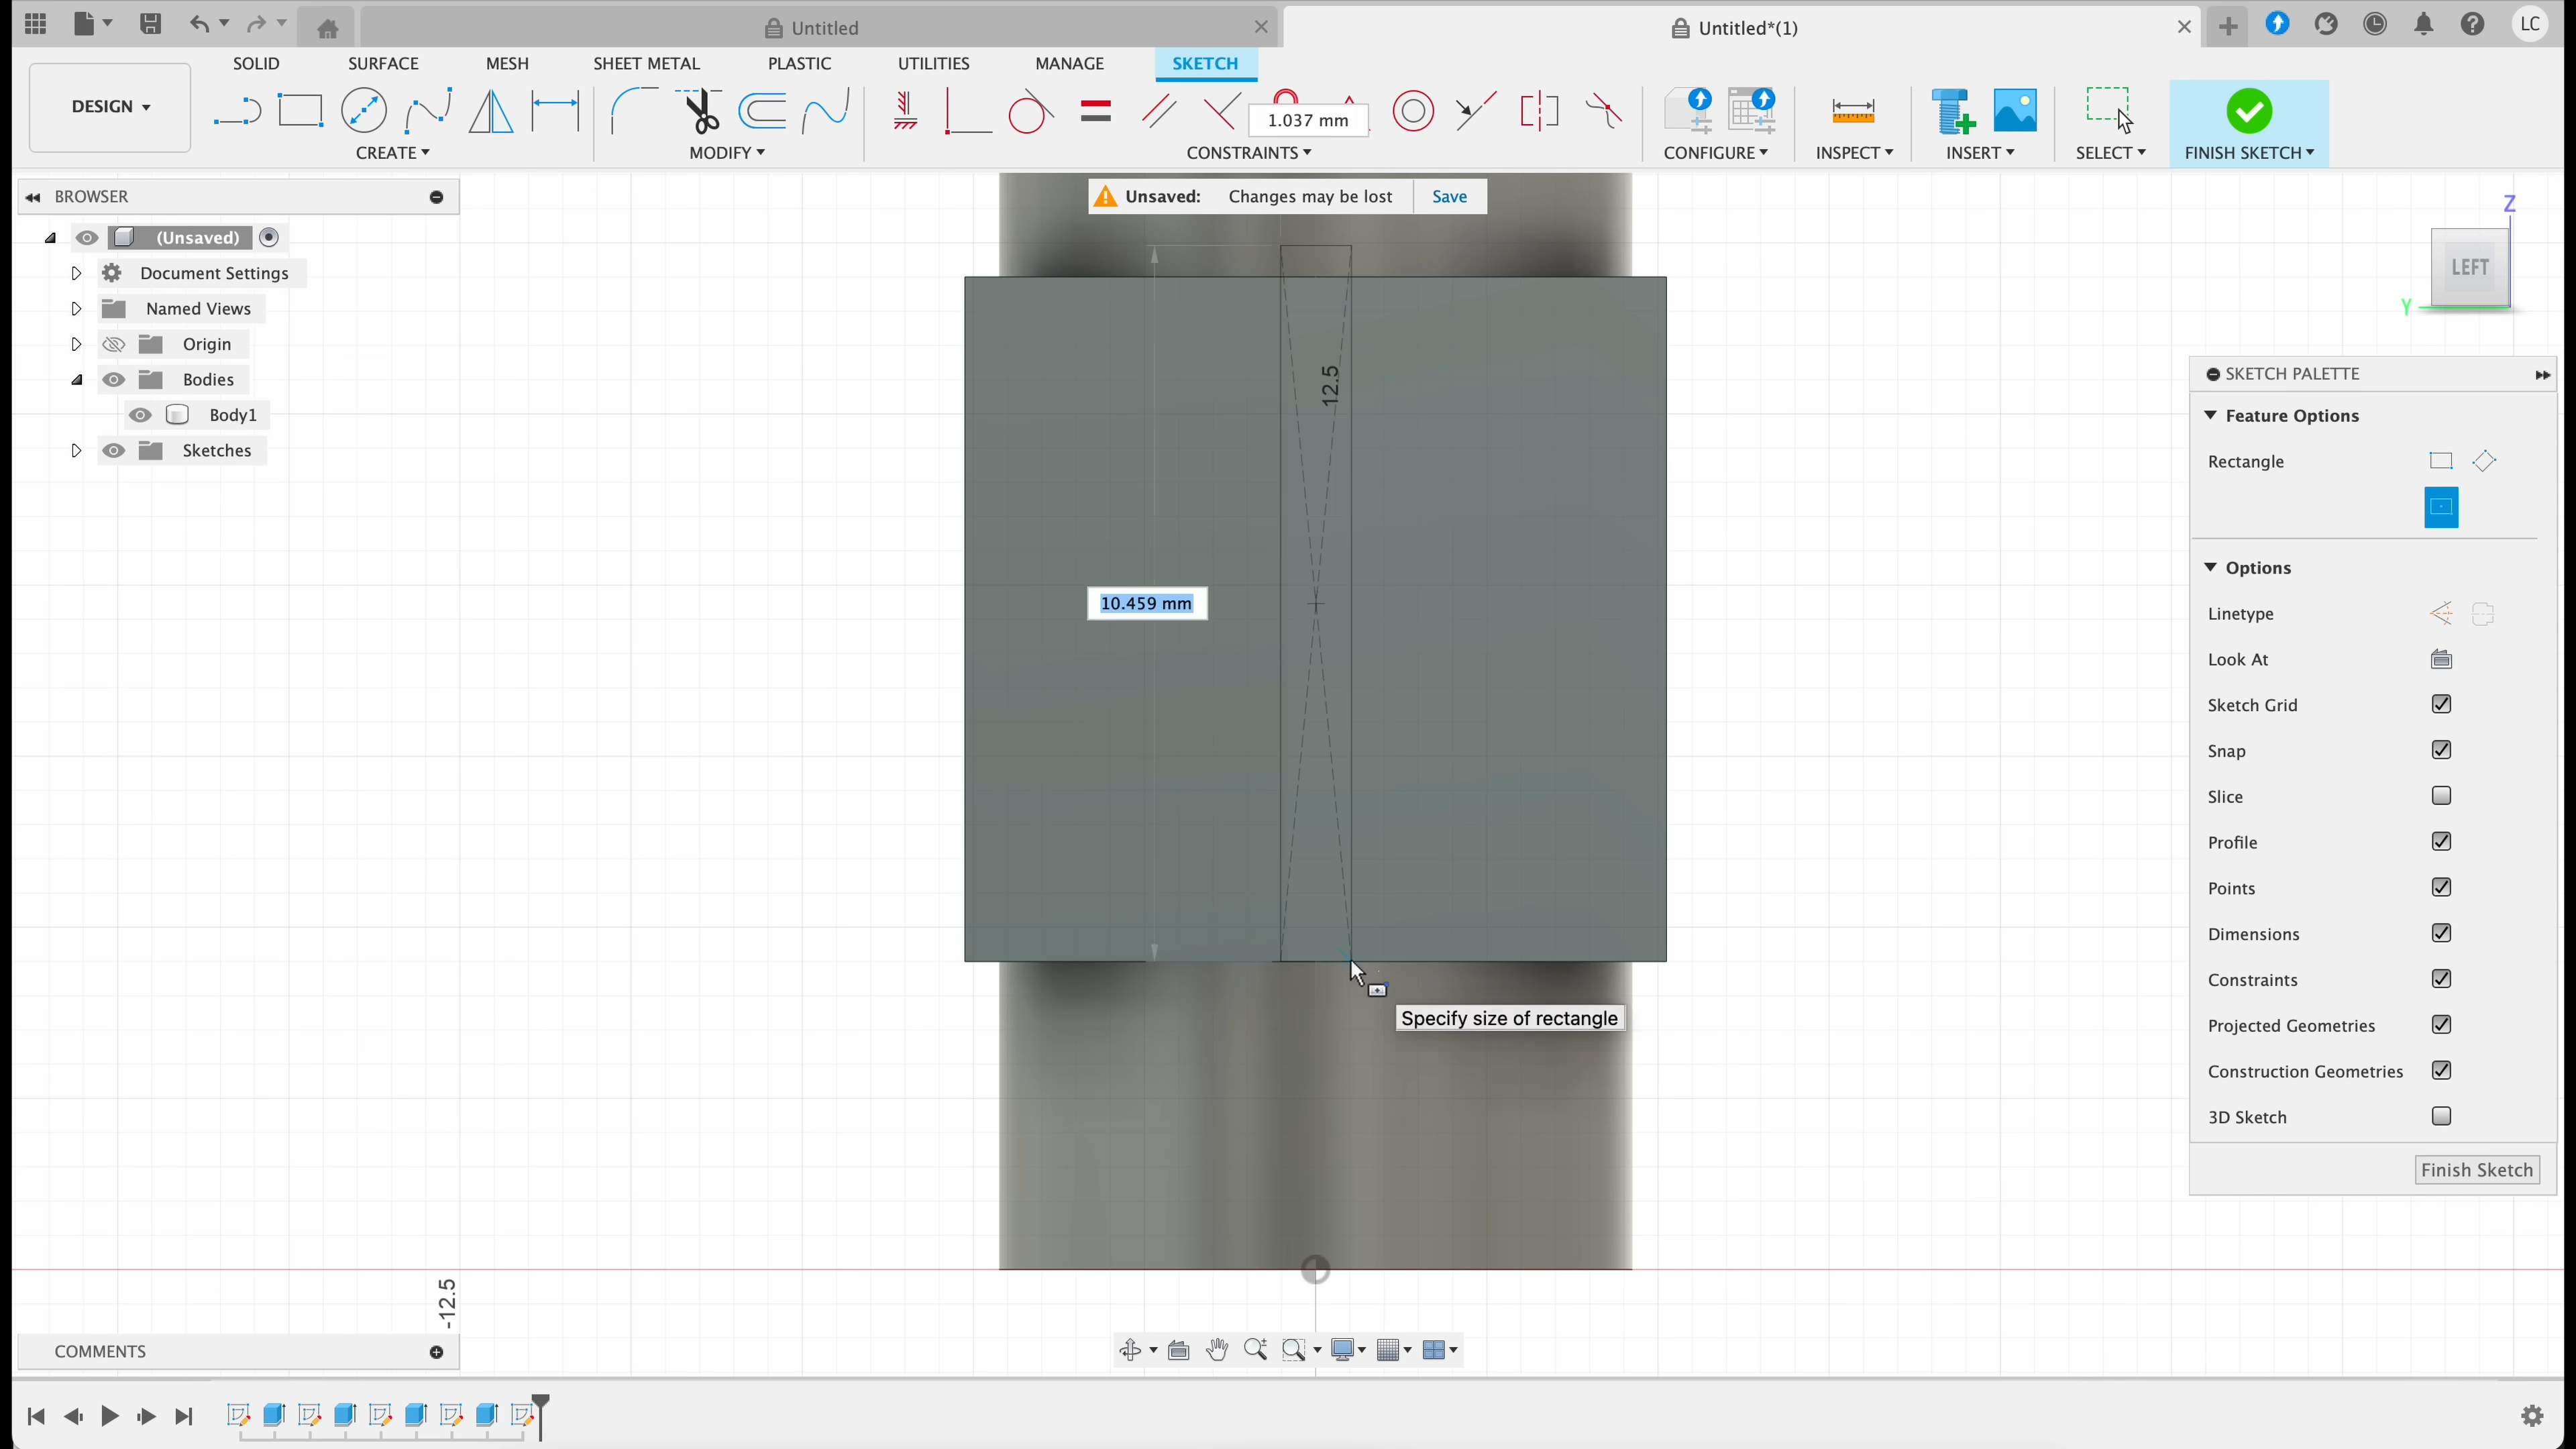 Untitled
Untitled*(1)
LC
DESIGN
SOLID
SURFACE
MESH
SHEET METAL
PLASTIC
UTILITIES
MANAGE
SKETCH
1.037 mm
CREATE
MODIFY
CONSTRAINTS
CONFIGURE
INSPECT
INSERT
SELECT
FINISH SKETCH
BROWSER
Unsaved: Changes may be lost Save
(Unsaved)
Document Settings
Named Views
Origin
Bodies
Body1
Sketches
Z
LEFT
Y
12.5
10.459 mm
Specify size of rectangle
SKETCH PALETTE
Feature Options
Rectangle
Options
Linetype
Look At
Sketch Grid
Snap
Slice
Profile
Points
Dimensions
Constraints
Projected Geometries
Construction Geometries
3D Sketch
Finish Sketch
-12.5
COMMENTS